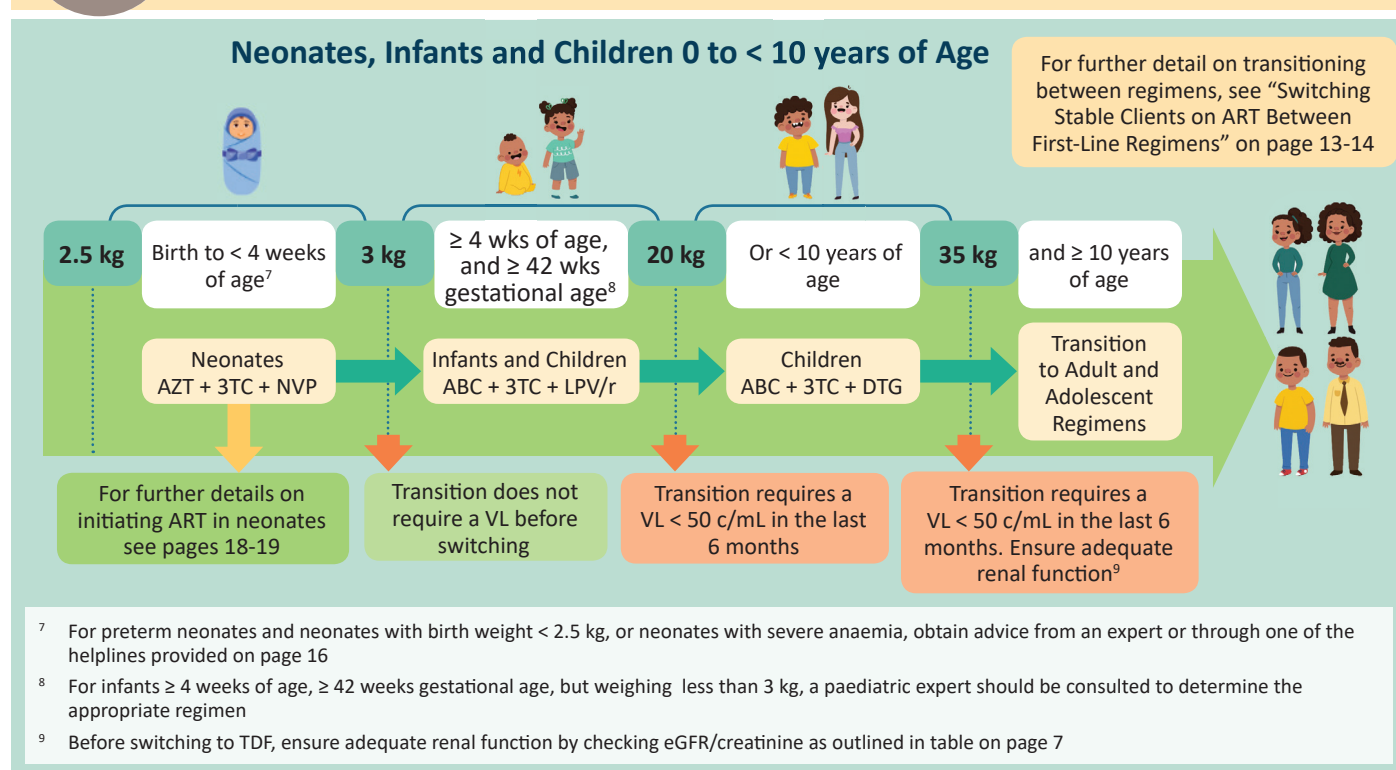 Neonates, Infants and Children 0 to < 10 years of Age
For further detail on transitioning
between regimens, see “Switching
Stable Clients on ART Between
First-Line Regimens” on page 13-14
2.5 kg
Birth to < 4 weeks
of age⁷
3 kg
≥ 4 wks of age,
and ≥ 42 wks
gestational age⁸
20 kg
Or < 10 years of
age
35 kg
and ≥ 10 years
of age
Neonates
AZT + 3TC + NVP
Infants and Children
ABC + 3TC + LPV/r
Children
ABC + 3TC + DTG
Transition
to Adult and
Adolescent
Regimens
For further details on
initiating ART in neonates
see pages 18-19
Transition does not
require a VL before
switching
Transition requires a
VL < 50 c/mL in the last
6 months
Transition requires a
VL < 50 c/mL in the last 6
months. Ensure adequate
renal function⁹
⁷ For preterm neonates and neonates with birth weight < 2.5 kg, or neonates with severe anaemia, obtain advice from an expert or through one of the
helplines provided on page 16
⁸ For infants ≥ 4 weeks of age, ≥ 42 weeks gestational age, but weighing less than 3 kg, a paediatric expert should be consulted to determine the
appropriate regimen
⁹ Before switching to TDF, ensure adequate renal function by checking eGFR/creatinine as outlined in table on page 7